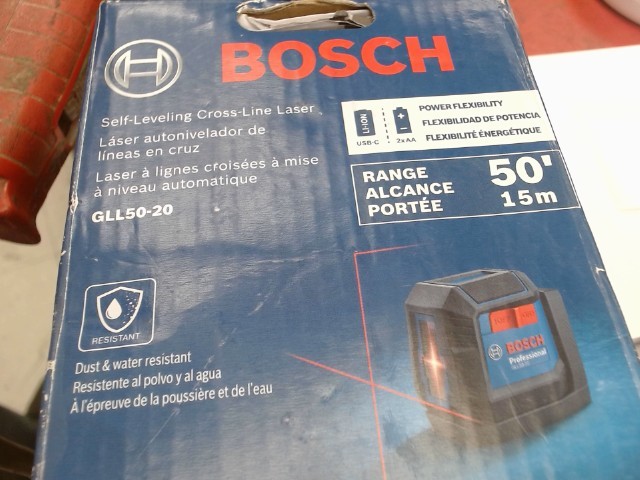 BOSCH
Self-Leveling Cross-Line Laser
Láser autonivelador de
líneas en cruz
Laser à lignes croisées à mise
à niveau automatique
GLL50-20
LI-ION
USB-C
2xAA
POWER FLEXIBILITY
FLEXIBILIDAD DE POTENCIA
FLEXIBILITÉ ÉNERGÉTIQUE
RANGE
ALCANCE
PORTÉE
50'
15m
RESISTANT
Dust & water resistant
Resistente al polvo y al agua
À l'épreuve de la poussière et de l'eau
BOSCH
Professional